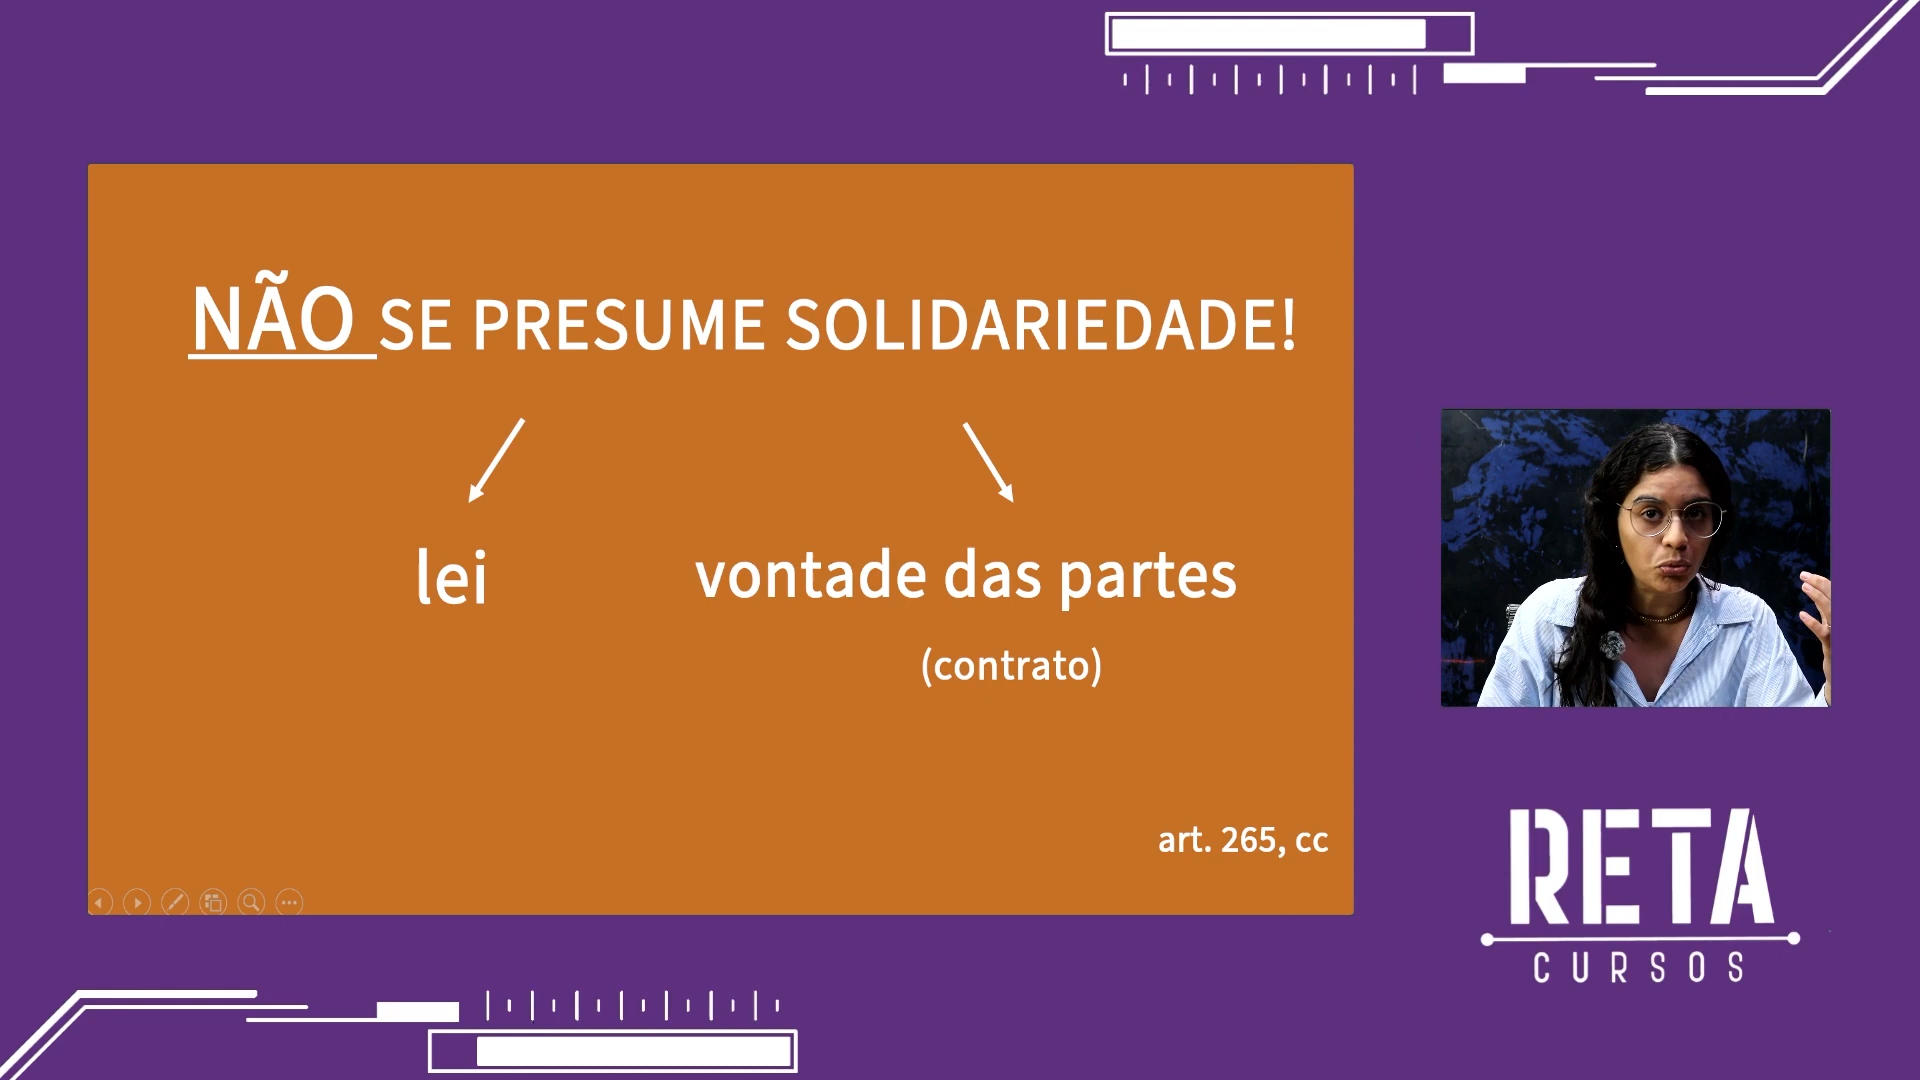 NÃO SE PRESUME SOLIDARIEDADE!
lei
vontade das partes
(contrato)
art. 265, cc
RETA
CURSOS